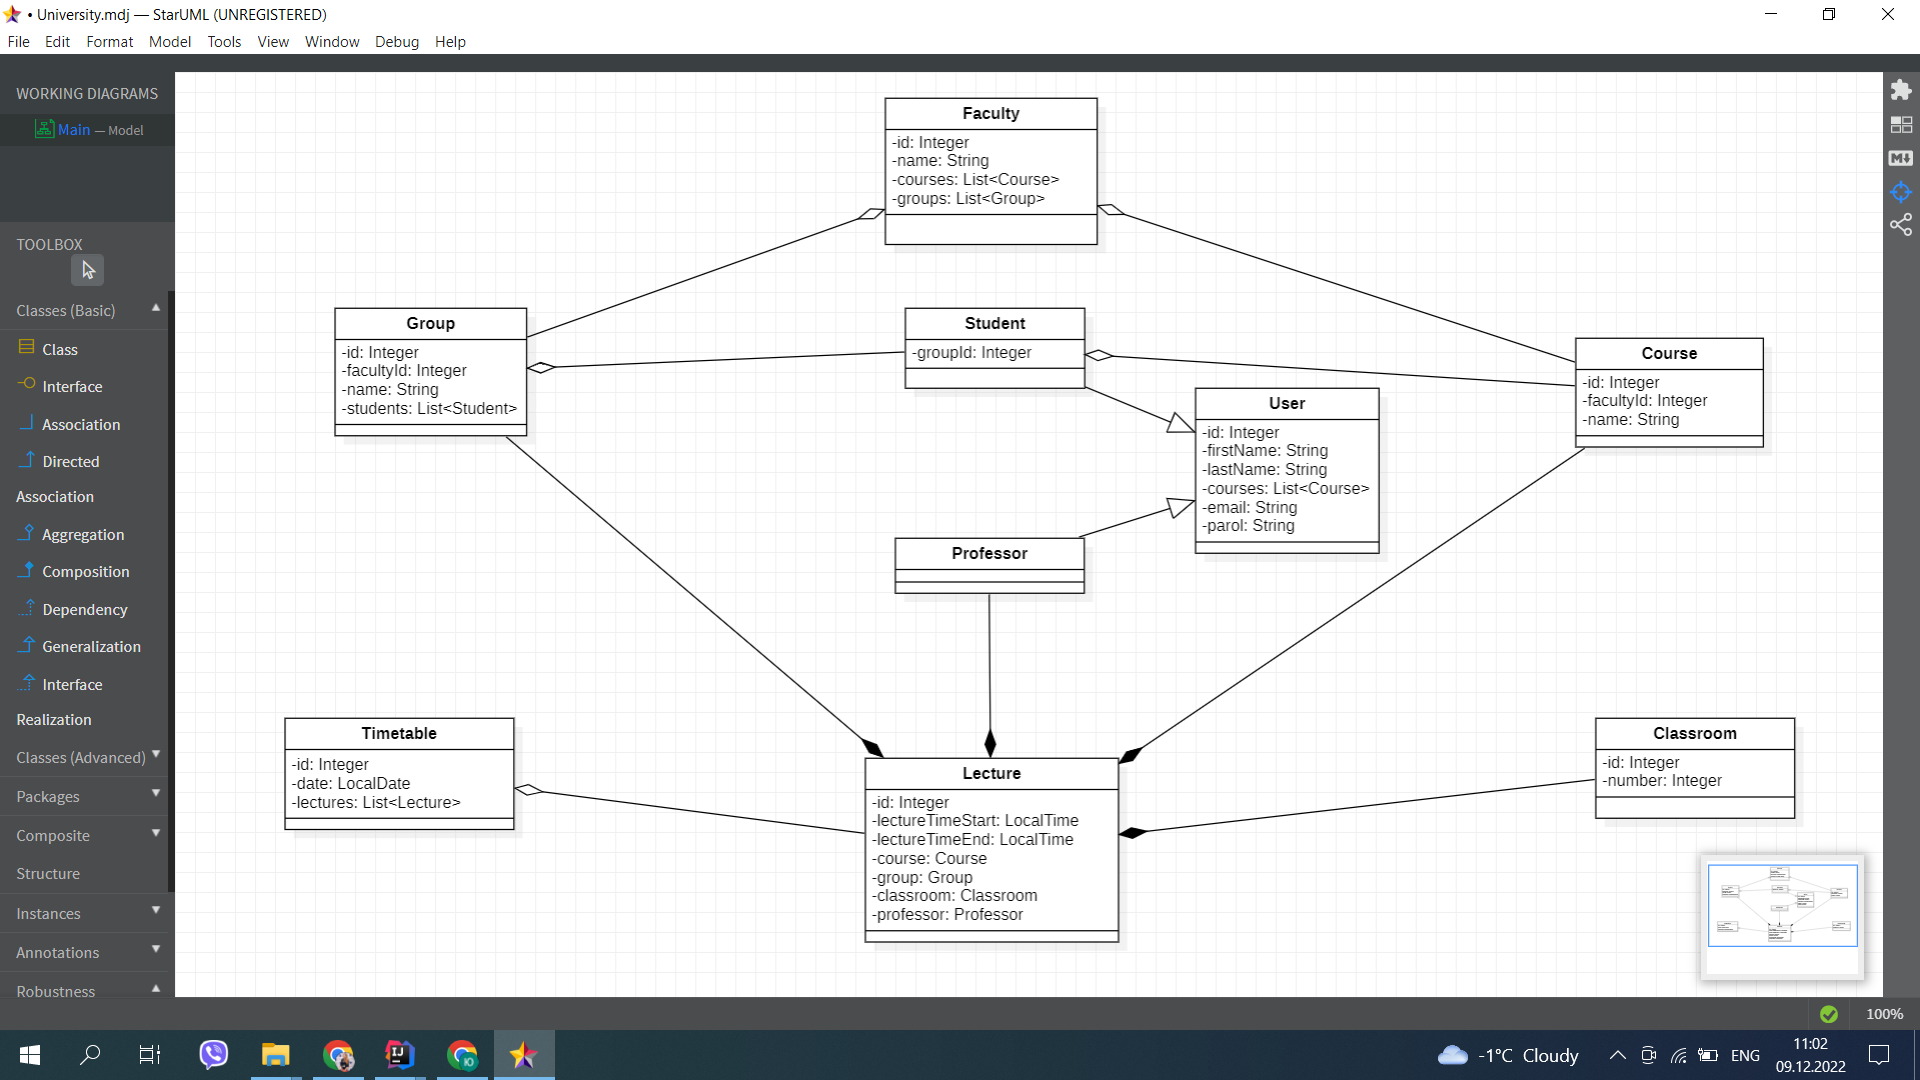 • University.mdj — StarUML (UNREGISTERED)
File Edit Format Model Tools View Window Debug Help
WORKING DIAGRAMS
Main — Model
TOOLBOX
Classes (Basic)
Class
Interface
Association
Directed
Association
Aggregation
Composition
Dependency
Generalization
Interface
Realization
Classes (Advanced)
Packages
Composite
Structure
Instances
Annotations
Robustness
Faculty
-id: Integer
-name: String
-courses: List<Course>
-groups: List<Group>
Group
-id: Integer
-facultyId: Integer
-name: String
-students: List<Student>
Student
-groupId: Integer
Course
-id: Integer
-facultyId: Integer
-name: String
User
-id: Integer
-firstName: String
-lastName: String
-courses: List<Course>
-email: String
-parol: String
Professor
Timetable
-id: Integer
-date: LocalDate
-lectures: List<Lecture>
Lecture
-id: Integer
-lectureTimeStart: LocalTime
-lectureTimeEnd: LocalTime
-course: Course
-group: Group
-classroom: Classroom
-professor: Professor
Classroom
-id: Integer
-number: Integer
100%
-1°C Cloudy
ENG
11:02
09.12.2022